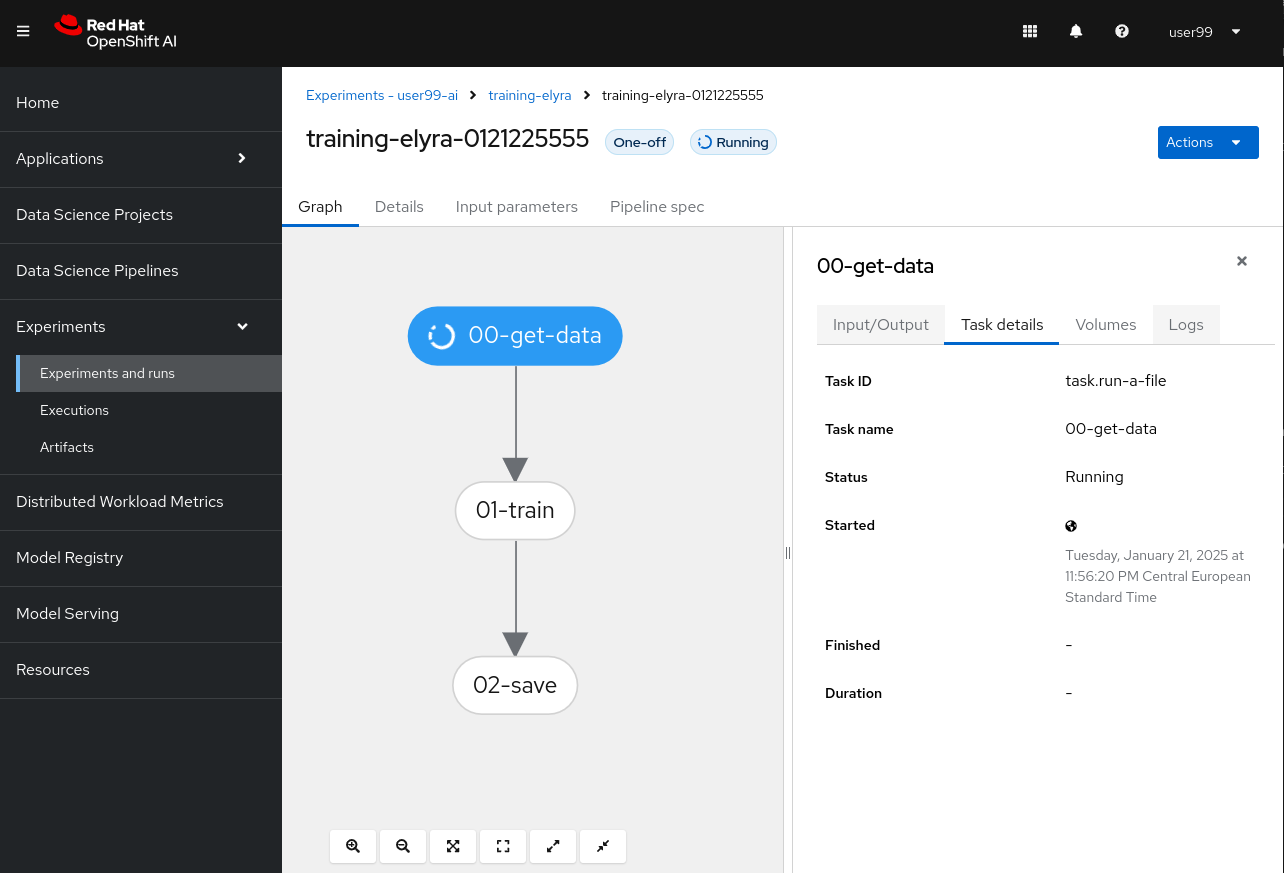 Red Hat
OpenShift AI
user99
Home
Applications
Data Science Projects
Data Science Pipelines
Experiments
Experiments and runs
Executions
Artifacts
Distributed Workload Metrics
Model Registry
Model Serving
Resources
Experiments - user99-ai
training-elyra
training-elyra-0121225555
training-elyra-0121225555
One-off
Running
Actions
Graph
Details
Input parameters
Pipeline spec
00-get-data
01-train
02-save
00-get-data
Input/Output
Task details
Volumes
Logs
Task ID
task.run-a-file
Task name
00-get-data
Status
Running
Started
Tuesday, January 21, 2025 at
11:56:20 PM Central European
Standard Time
Finished
-
Duration
-